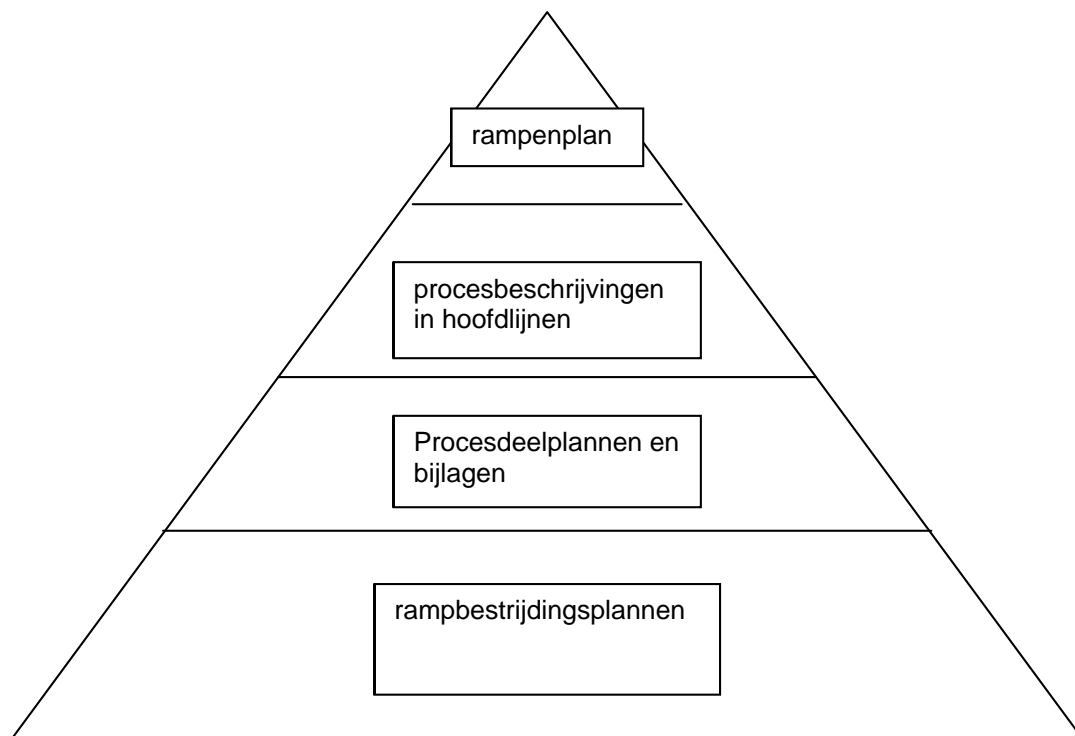 rampenplan
procesbeschrijvingen
in hoofdlijnen
Procesdeelplannen en
bijlagen
rampbestrijdingsplannen